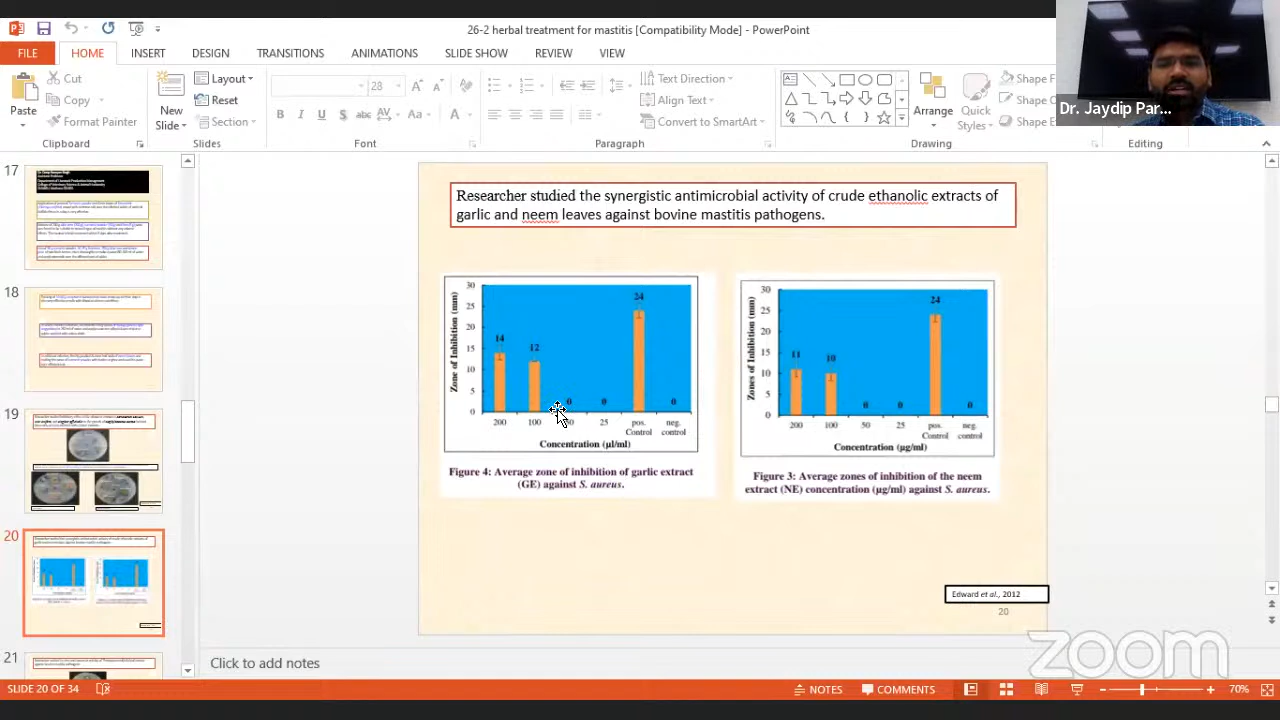 26-2 herbal treatment for mastitis [Compatibility Mode] - PowerPoint
FILE HOME INSERT DESIGN TRANSITIONS ANIMATIONS SLIDE SHOW REVIEW VIEW
Paste
Cut
Copy
Format Painter
Clipboard
New
Slide
Layout
Reset
Section
Slides
28
Font
Paragraph
Text Direction
Align Text
Convert to SmartArt
Arrange
Quick
Styles
Shape F
Shape O
Shape E
Drawing
Editing
Dr. Jaydip Par...
17
18
19
20
21
Researcher studied the synergistic antimicrobial activity of crude ethanolic extracts of
garlic and neem leaves against bovine mastitis pathogens.
Zone of Inhibition (mm)
30
25
20
15
10
5
0
14
12
0
0
24
0
200 100 25 pos. Control neg. control
Concentration (µl/ml)
Figure 4: Average zone of inhibition of garlic extract
(GE) against S. aureus.
Zones of Inhibition (mm)
30
25
20
15
10
5
0
11
10
0
0
24
0
200 100 50 25 pos. Control neg. control
Concentration (µg/ml)
Figure 3: Average zones of inhibition of the neem
extract (NE) concentration (µg/ml) against S. aureus.
Edward et al., 2012
20
zoom
Click to add notes
SLIDE 20 OF 34
NOTES
COMMENTS
70%